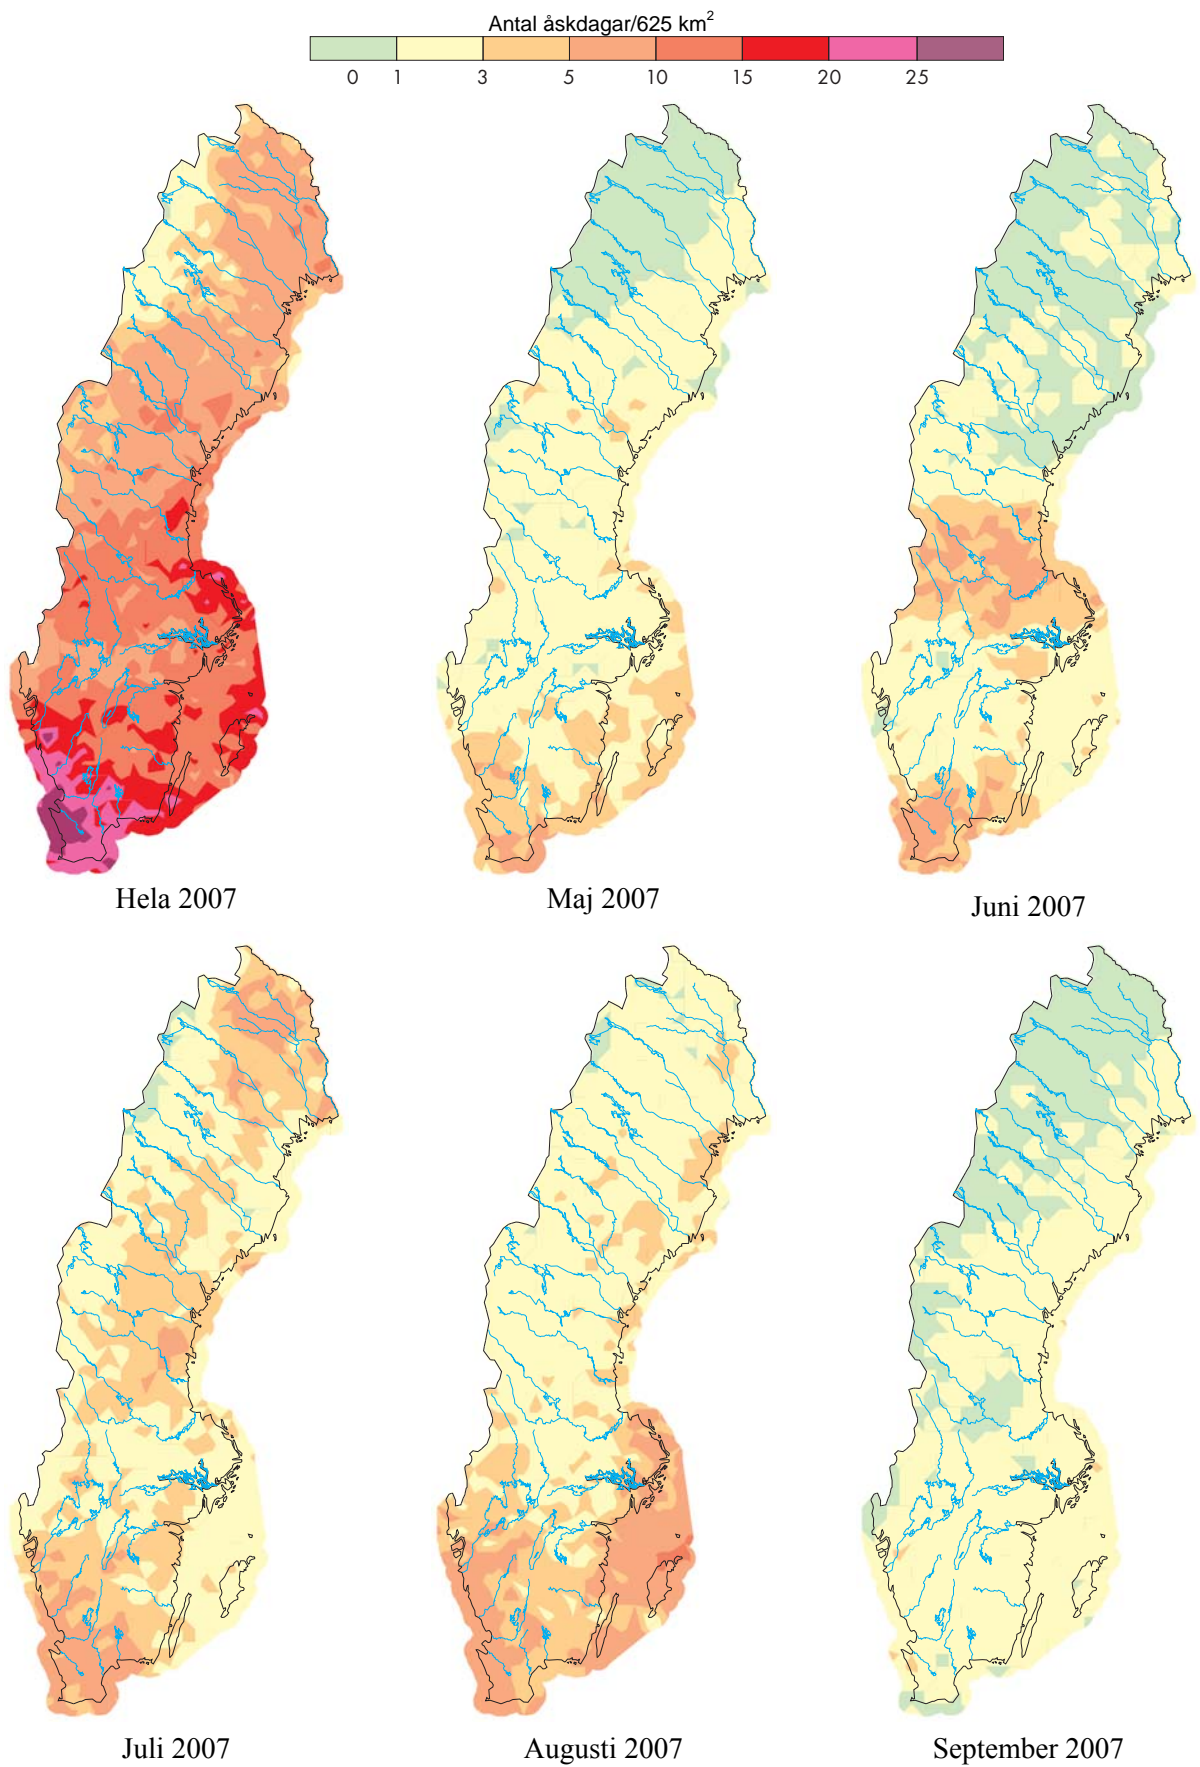 Antal åskdagar/625 km²
0 1 3 5 10 15 20 25
Hela 2007
Maj 2007
Juni 2007
Juli 2007
Augusti 2007
September 2007